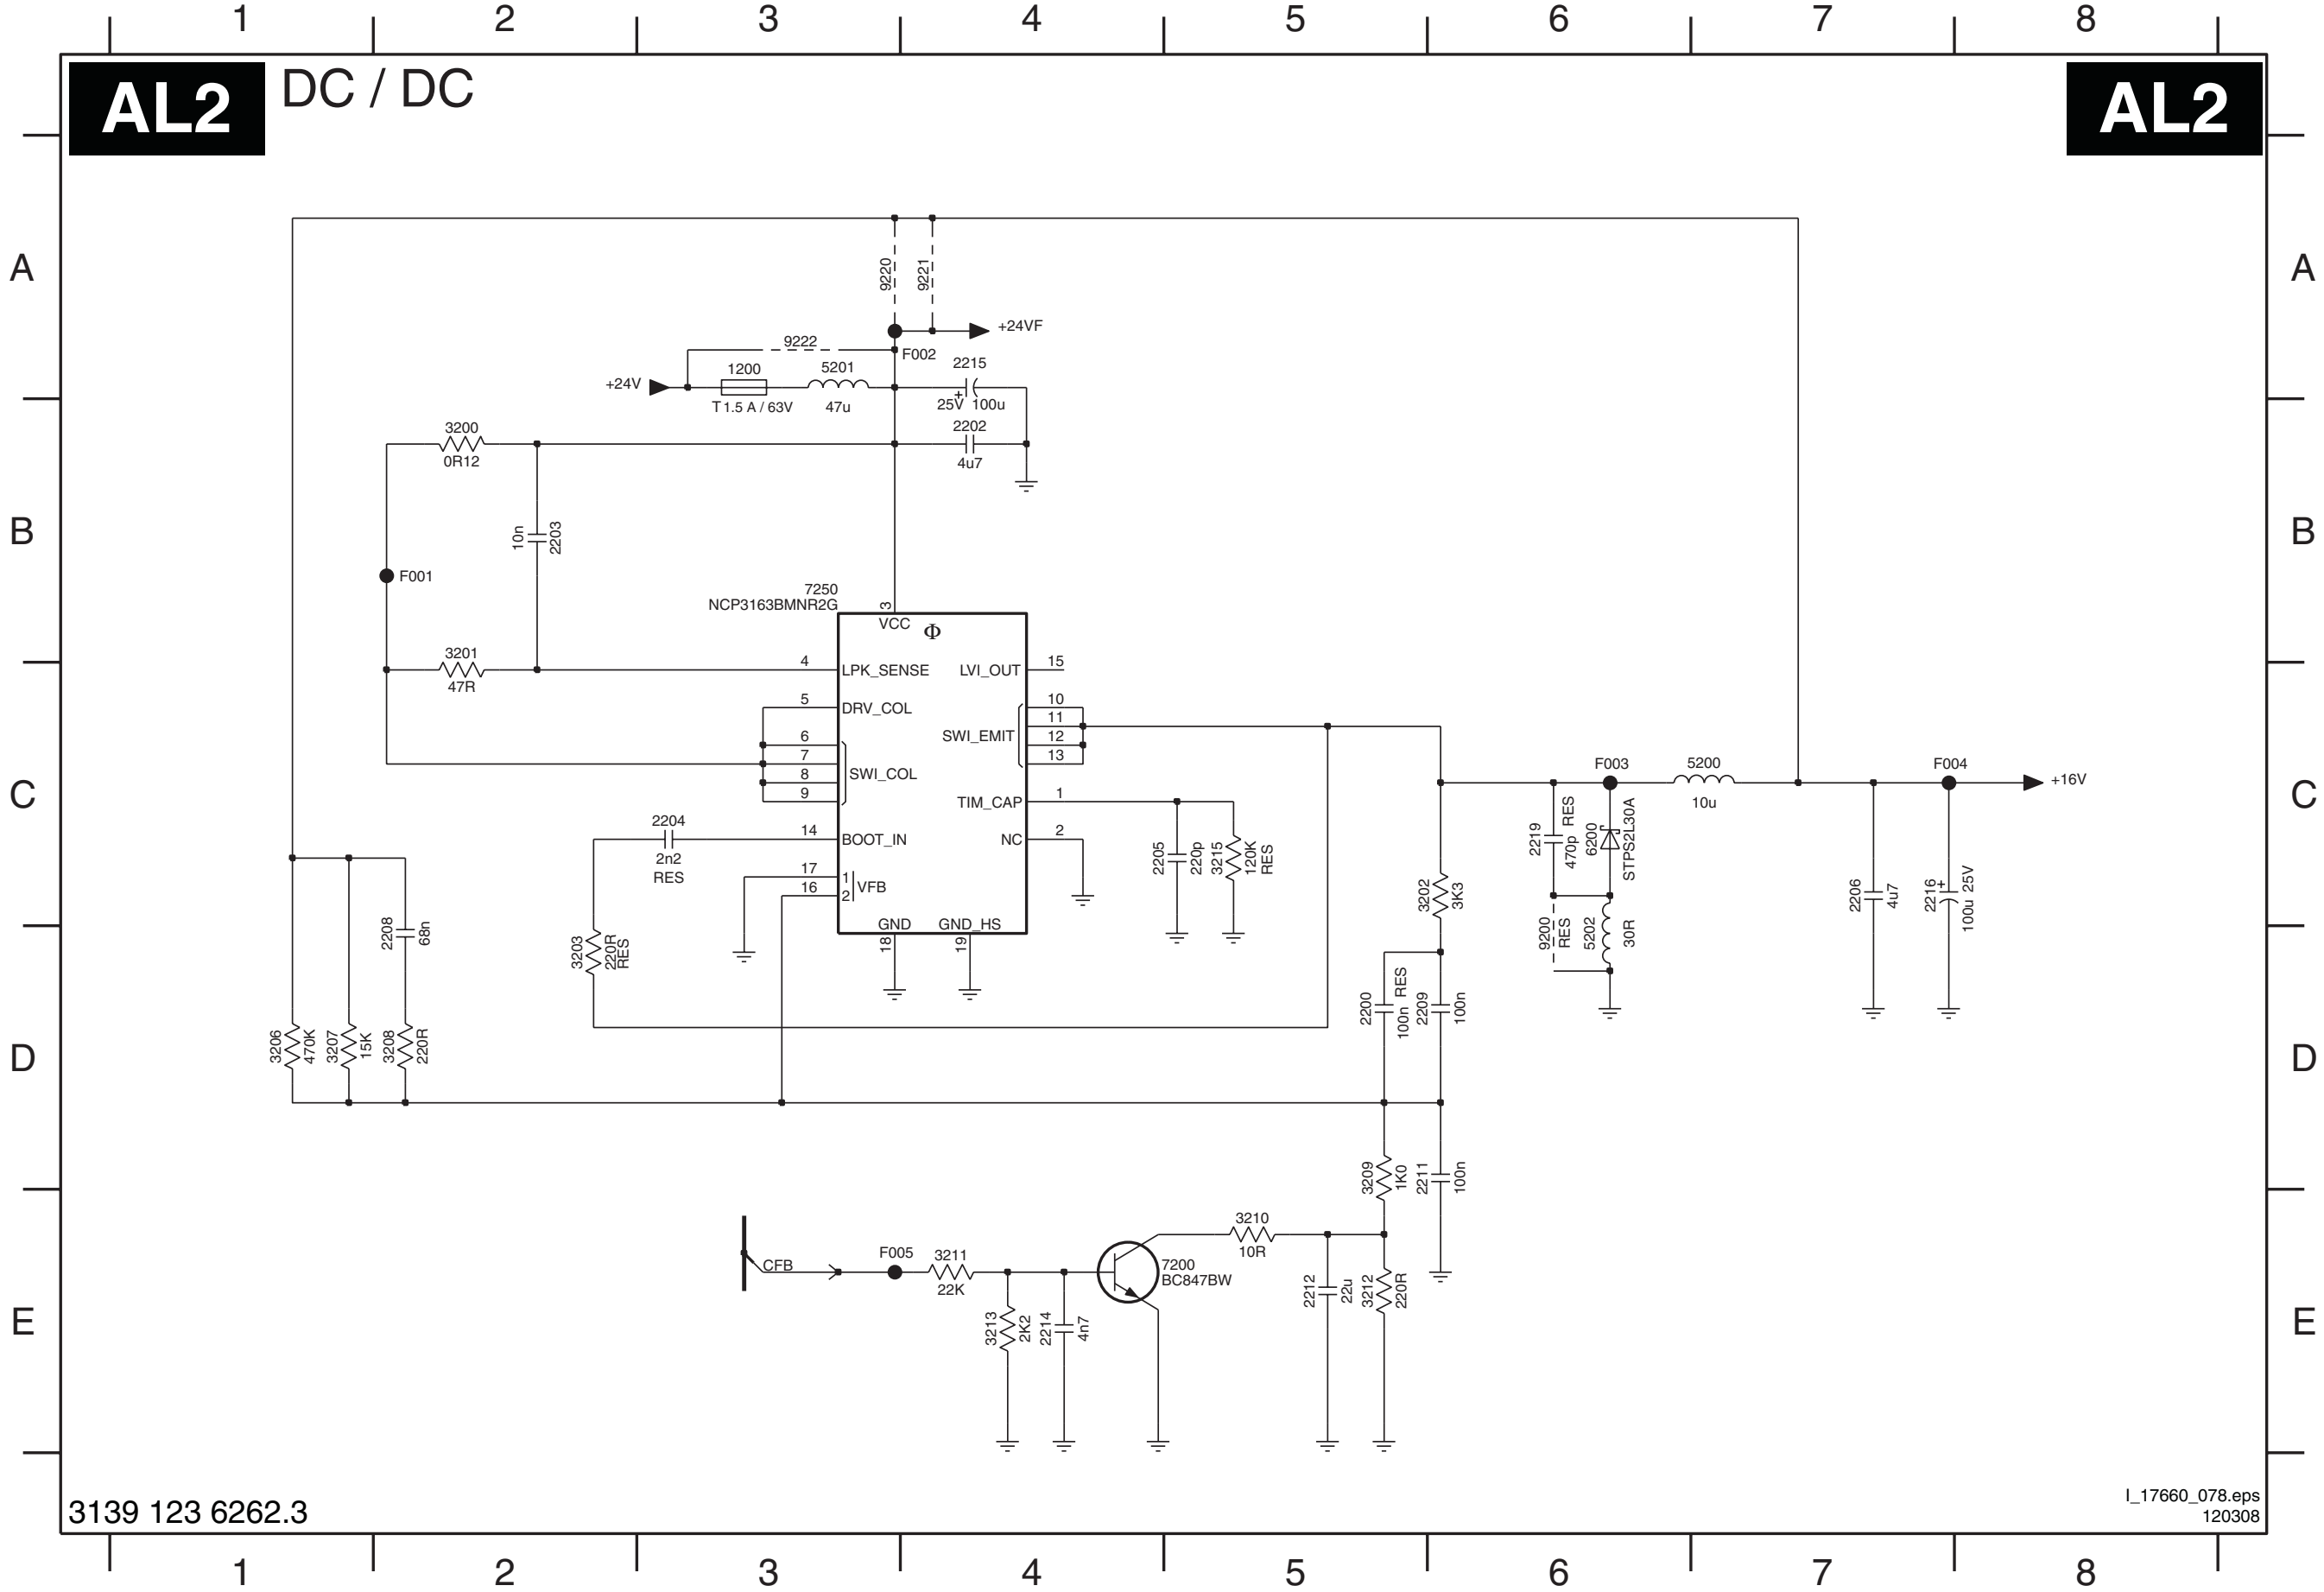 1 2 3 4 5 6 7 8
AL2 DC / DC AL2
A A
9220
9221
+24VF
9222
F002
1200
5201
2215
+24V
T 1.5 A / 63V
47u
+
25V 100u
3200
0R12
2202
4u7
B B
10n
2203
F001
7250
NCP3163BMNR2G
3
VCC
Φ
3201
47R
4 LPK_SENSE
LVI_OUT 15
5 DRV_COL
10
6
11
7
SWI_EMIT 12
8 SWI_COL
13
9
F003
5200
10u
F004
+16V
C C
TIM_CAP 1
2204
2n2
RES
14 BOOT_IN
NC 2
17 1 VFB
16 2
GND
GND_HS
18
19
2205
220p
3215
120K
RES
2219
470p
RES
6200
STPS2L30A
3202
3K3
2206
4u7
2216
+
100u 25V
2208
68n
3203
220R
RES
9200
RES
5202
30R
2200
100n
RES
2209
100n
D D
3206
470K
3207
15K
3208
220R
3209
1K0
2211
100n
CFB
F005
3211
22K
3210
10R
7200
BC847BW
E E
3213
2K2
2214
4n7
2212
22u
3212
220R
3139 123 6262.3
I_17660_078.eps
120308
1 2 3 4 5 6 7 8